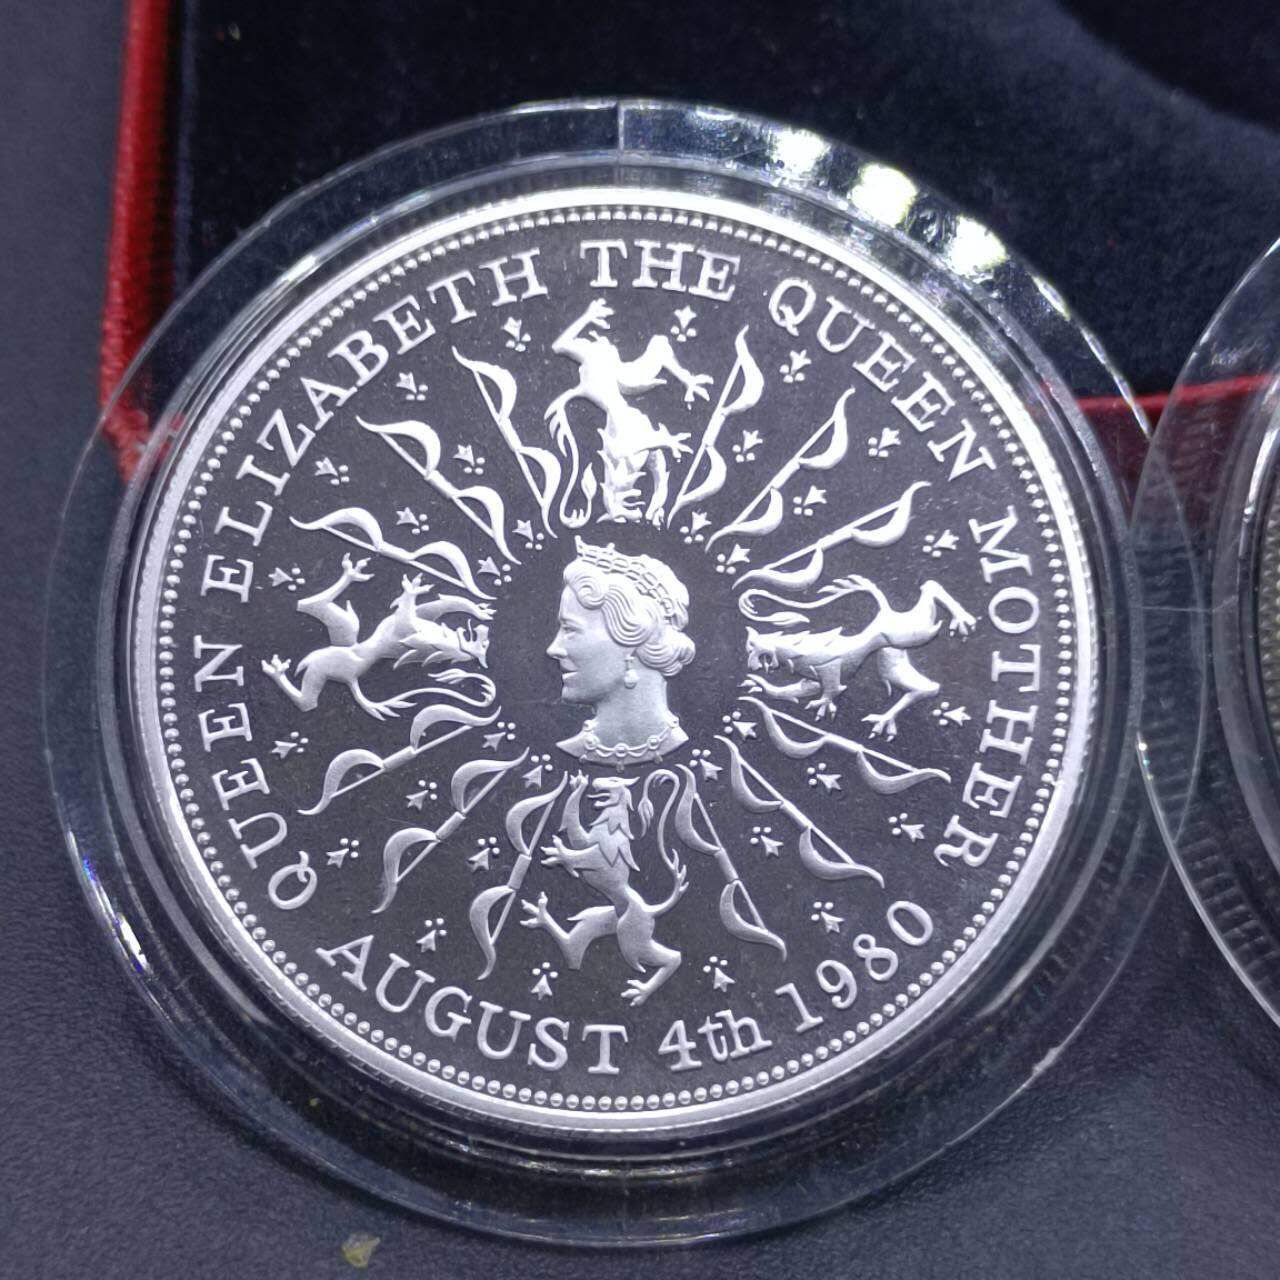 QUEEN ELIZABETH THE QUEEN MOTHER
AUGUST 4th 1980